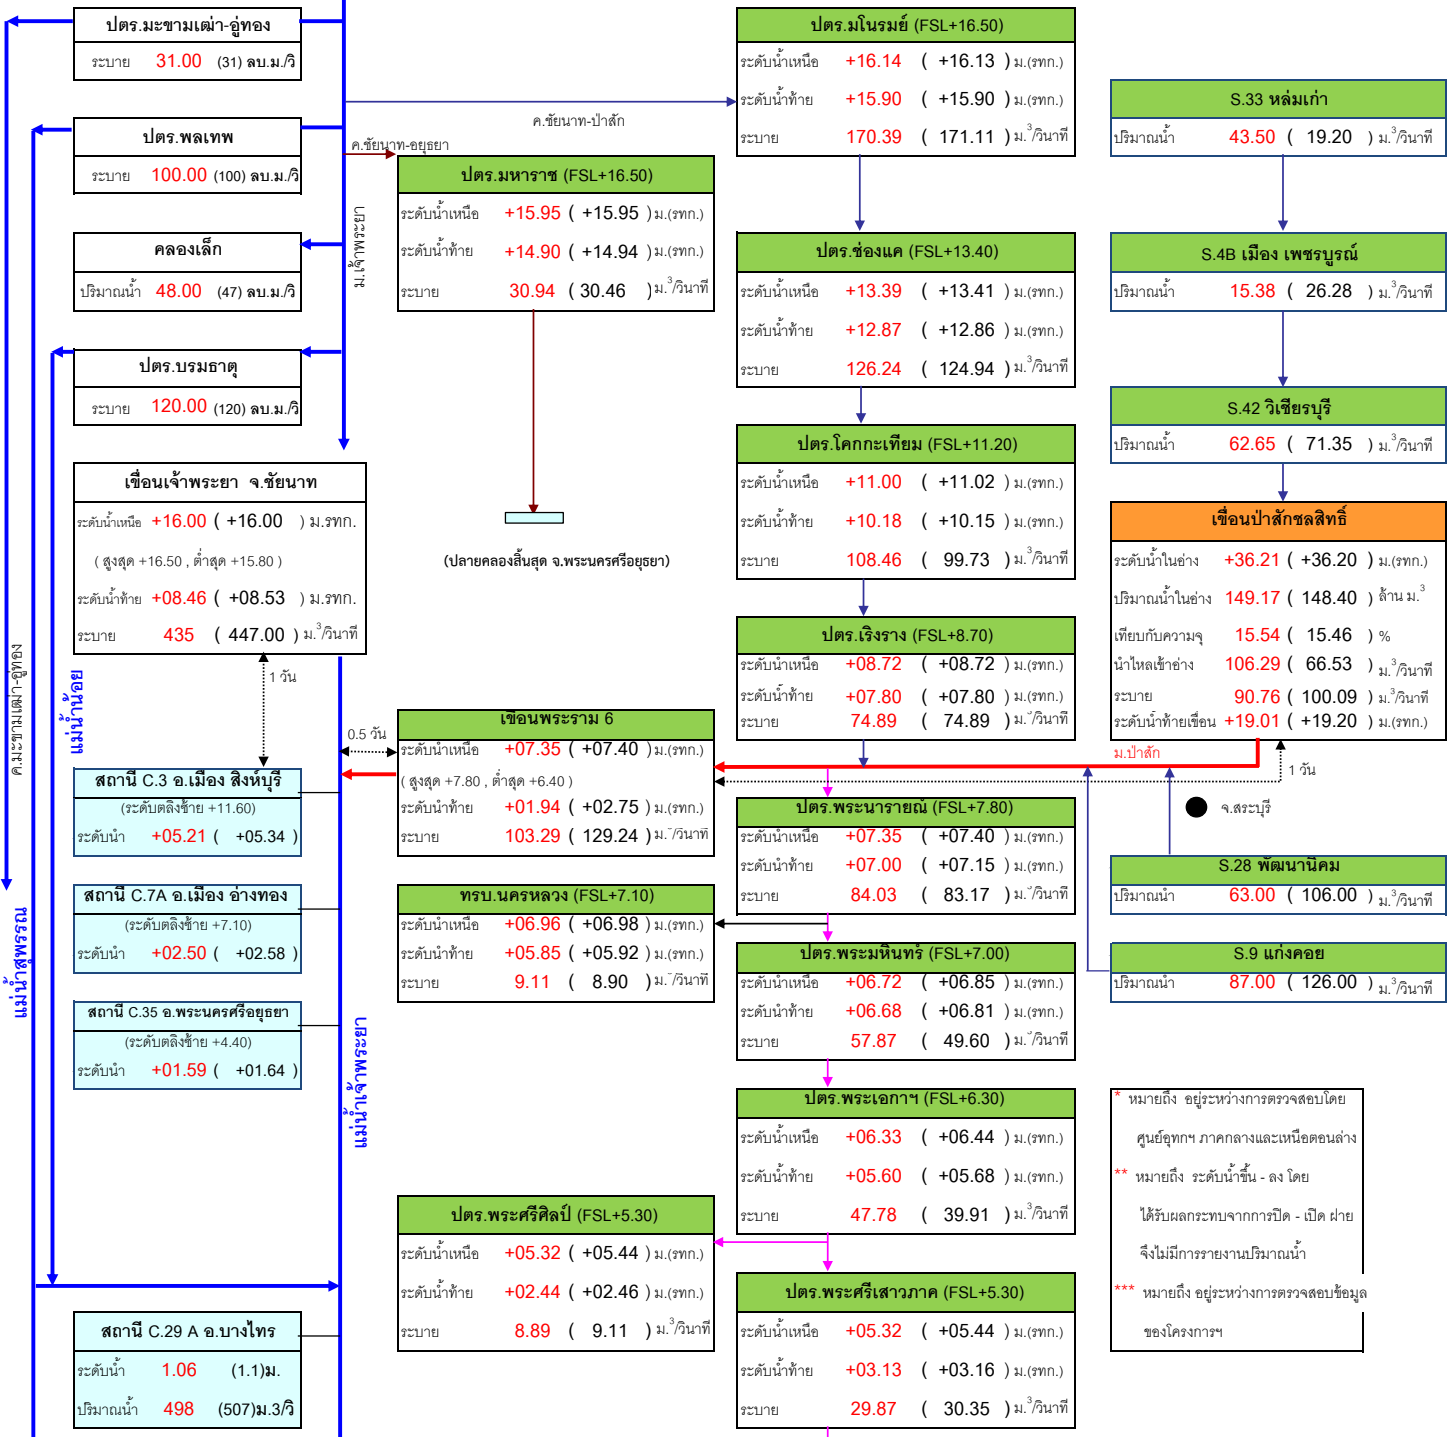 ปตร.มะขามเฒ่า-อู่ทอง
ระบาย 31.00 (31) ลบ.ม./วิ
ปตร.พลเทพ
ระบาย 100.00 (100) ลบ.ม./วิ
คลองเล็ก
ปริมาณน้ำ 48.00 (47) ลบ.ม./วิ
ปตร.บรมธาตุ
ระบาย 120.00 (120) ลบ.ม./วิ
เขื่อนเจ้าพระยา จ.ชัยนาท
ระดับน้ำเหนือ +16.00 ( +16.00 ) ม.รทก.
( สูงสุด +16.50 , ต่ำสุด +15.80 )
ระดับน้ำท้าย +08.46 ( +08.53 ) ม.รทก.
ระบาย 435 ( 447.00 ) ม.3/วินาที
1 วัน
0.5 วัน
ค.มะขามเฒ่า-อู่ทอง
แม่น้ำน้อย
แม่น้ำสุพรรณ
แม่น้ำเจ้าพระยา
ม.เจ้าพระยา
สถานี C.3 อ.เมือง สิงห์บุรี
(ระดับตลิ่งซ้าย +11.60)
ระดับน้ำ +05.21 ( +05.34 )
สถานี C.7A อ.เมือง อ่างทอง
(ระดับตลิ่งซ้าย +7.10)
ระดับน้ำ +02.50 ( +02.58 )
สถานี C.35 อ.พระนครศรีอยุธยา
(ระดับตลิ่งซ้าย +4.40)
ระดับน้ำ +01.59 ( +01.64 )
สถานี C.29 A อ.บางไทร
ระดับน้ำ 1.06 (1.1)ม.
ปริมาณน้ำ 498 (507)ม.3/วิ
ค.ชัยนาท-ป่าสัก
ค.ชัยนาท-อยุธยา
ปตร.มหาราช (FSL+16.50)
ระดับน้ำเหนือ +15.95 ( +15.95 ) ม.(รทก.)
ระดับน้ำท้าย +14.90 ( +14.94 ) ม.(รทก.)
ระบาย 30.94 ( 30.46 ) ม.3/วินาที
(ปลายคลองสิ้นสุด จ.พระนครศรีอยุธยา)
เขื่อนพระราม 6
ระดับน้ำเหนือ +07.35 ( +07.40 ) ม.(รทก.)
( สูงสุด +7.80 , ต่ำสุด +6.40 )
ระดับน้ำท้าย +01.94 ( +02.75 ) ม.(รทก.)
ระบาย 103.29 ( 129.24 ) ม.3/วินาที
ทรบ.นครหลวง (FSL+7.10)
ระดับน้ำเหนือ +06.96 ( +06.98 ) ม.(รทก.)
ระดับน้ำท้าย +05.85 ( +05.92 ) ม.(รทก.)
ระบาย 9.11 ( 8.90 ) ม.3/วินาที
ปตร.พระศรีศิลป์ (FSL+5.30)
ระดับน้ำเหนือ +05.32 ( +05.44 ) ม.(รทก.)
ระดับน้ำท้าย +02.44 ( +02.46 ) ม.(รทก.)
ระบาย 8.89 ( 9.11 ) ม.3/วินาที
ปตร.มโนรมย์ (FSL+16.50)
ระดับน้ำเหนือ +16.14 ( +16.13 ) ม.(รทก.)
ระดับน้ำท้าย +15.90 ( +15.90 ) ม.(รทก.)
ระบาย 170.39 ( 171.11 ) ม.3/วินาที
ปตร.ช่องแค (FSL+13.40)
ระดับน้ำเหนือ +13.39 ( +13.41 ) ม.(รทก.)
ระดับน้ำท้าย +12.87 ( +12.86 ) ม.(รทก.)
ระบาย 126.24 ( 124.94 ) ม.3/วินาที
ปตร.โคกกะเทียม (FSL+11.20)
ระดับน้ำเหนือ +11.00 ( +11.02 ) ม.(รทก.)
ระดับน้ำท้าย +10.18 ( +10.15 ) ม.(รทก.)
ระบาย 108.46 ( 99.73 ) ม.3/วินาที
ปตร.เริงราง (FSL+8.70)
ระดับน้ำเหนือ +08.72 ( +08.72 ) ม.(รทก.)
ระดับน้ำท้าย +07.80 ( +07.80 ) ม.(รทก.)
ระบาย 74.89 ( 74.89 ) ม.3/วินาที
ปตร.พระนารายณ์ (FSL+7.80)
ระดับน้ำเหนือ +07.35 ( +07.40 ) ม.(รทก.)
ระดับน้ำท้าย +07.00 ( +07.15 ) ม.(รทก.)
ระบาย 84.03 ( 83.17 ) ม.3/วินาที
ปตร.พระมหินทร์ (FSL+7.00)
ระดับน้ำเหนือ +06.72 ( +06.85 ) ม.(รทก.)
ระดับน้ำท้าย +06.68 ( +06.81 ) ม.(รทก.)
ระบาย 57.87 ( 49.60 ) ม.3/วินาที
ปตร.พระเอกาฯ (FSL+6.30)
ระดับน้ำเหนือ +06.33 ( +06.44 ) ม.(รทก.)
ระดับน้ำท้าย +05.60 ( +05.68 ) ม.(รทก.)
ระบาย 47.78 ( 39.91 ) ม.3/วินาที
ปตร.พระศรีเสาวภาค (FSL+5.30)
ระดับน้ำเหนือ +05.32 ( +05.44 ) ม.(รทก.)
ระดับน้ำท้าย +03.13 ( +03.16 ) ม.(รทก.)
ระบาย 29.87 ( 30.35 ) ม.3/วินาที
S.33 หล่มเก่า
ปริมาณน้ำ 43.50 ( 19.20 ) ม.3/วินาที
S.4B เมือง เพชรบูรณ์
ปริมาณน้ำ 15.38 ( 26.28 ) ม.3/วินาที
S.42 วิเชียรบุรี
ปริมาณน้ำ 62.65 ( 71.35 ) ม.3/วินาที
เขื่อนป่าสักชลสิทธิ์
ระดับน้ำในอ่าง +36.21 ( +36.20 ) ม.(รทก.)
ปริมาณน้ำในอ่าง 149.17 ( 148.40 ) ล้าน ม.3
เทียบกับความจุ 15.54 ( 15.46 ) %
น้ำไหลเข้าอ่าง 106.29 ( 66.53 ) ม.3/วินาที
ระบาย 90.76 ( 100.09 ) ม.3/วินาที
ระดับน้ำท้ายเขื่อน +19.01 ( +19.20 ) ม.(รทก.)
ม.ป่าสัก
1 วัน
จ.สระบุรี
S.28 พัฒนานิคม
ปริมาณน้ำ 63.00 ( 106.00 ) ม.3/วินาที
S.9 แก่งคอย
ปริมาณน้ำ 87.00 ( 126.00 ) ม.3/วินาที
* หมายถึง อยู่ระหว่างการตรวจสอบโดย
ศูนย์อุทกฯ ภาคกลางและเหนือตอนล่าง
** หมายถึง ระดับน้ำขึ้น - ลง โดย
ได้รับผลกระทบจากการปิด - เปิด ฝาย
จึงไม่มีการรายงานปริมาณน้ำ
*** หมายถึง อยู่ระหว่างการตรวจสอบข้อมูล
ของโครงการฯ